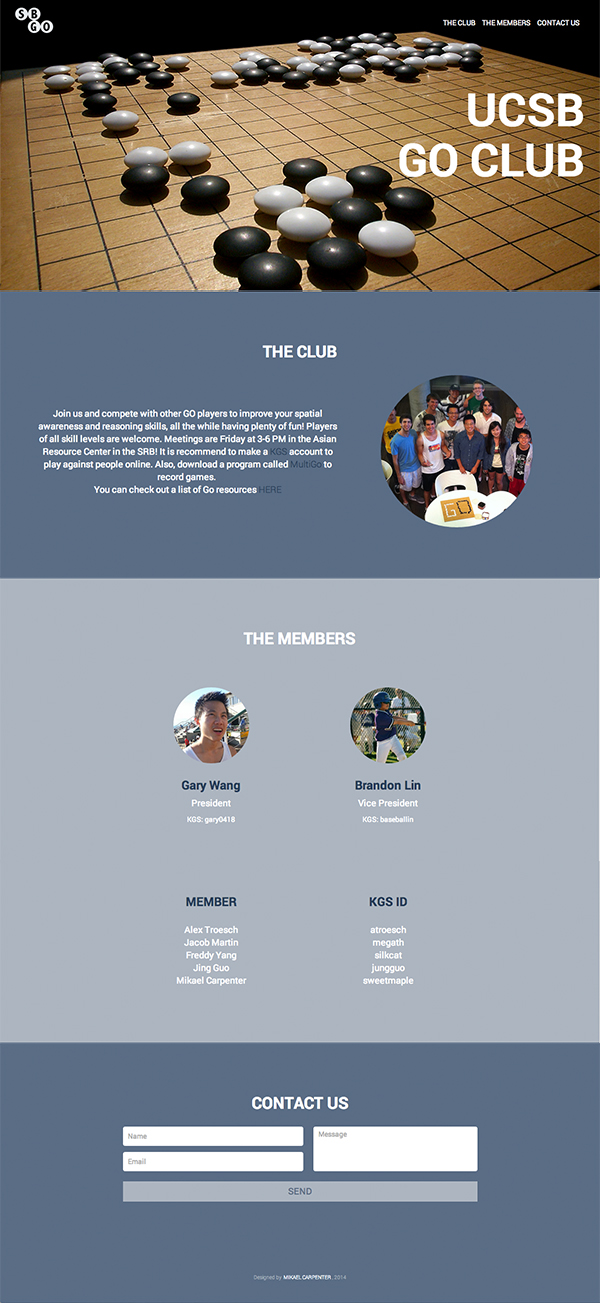 SB
GO
THE CLUB THE MEMBERS CONTACT US
UCSB
GO CLUB
THE CLUB
Join us and compete with other GO players to improve your spatial
awareness and reasoning skills, all the while having plenty of fun! Players
of all skill levels are welcome. Meetings are Friday at 3-6 PM in the Asian
Resource Center in the SRB! It is recommend to make a KGS account to
play against people online. Also, download a program called MultiGo to
record games.
You can check out a list of Go resources HERE
GO
THE MEMBERS
Gary Wang
President
KGS: gary0418
Brandon Lin
Vice President
KGS: baseballin
MEMBER
Alex Troesch
Jacob Martin
Freddy Yang
Jing Guo
Mikael Carpenter
KGS ID
atroesch
megath
silkcat
jungguo
sweetmaple
CONTACT US
Name
Email
Message
SEND
Designed by MIKAEL CARPENTER, 2014